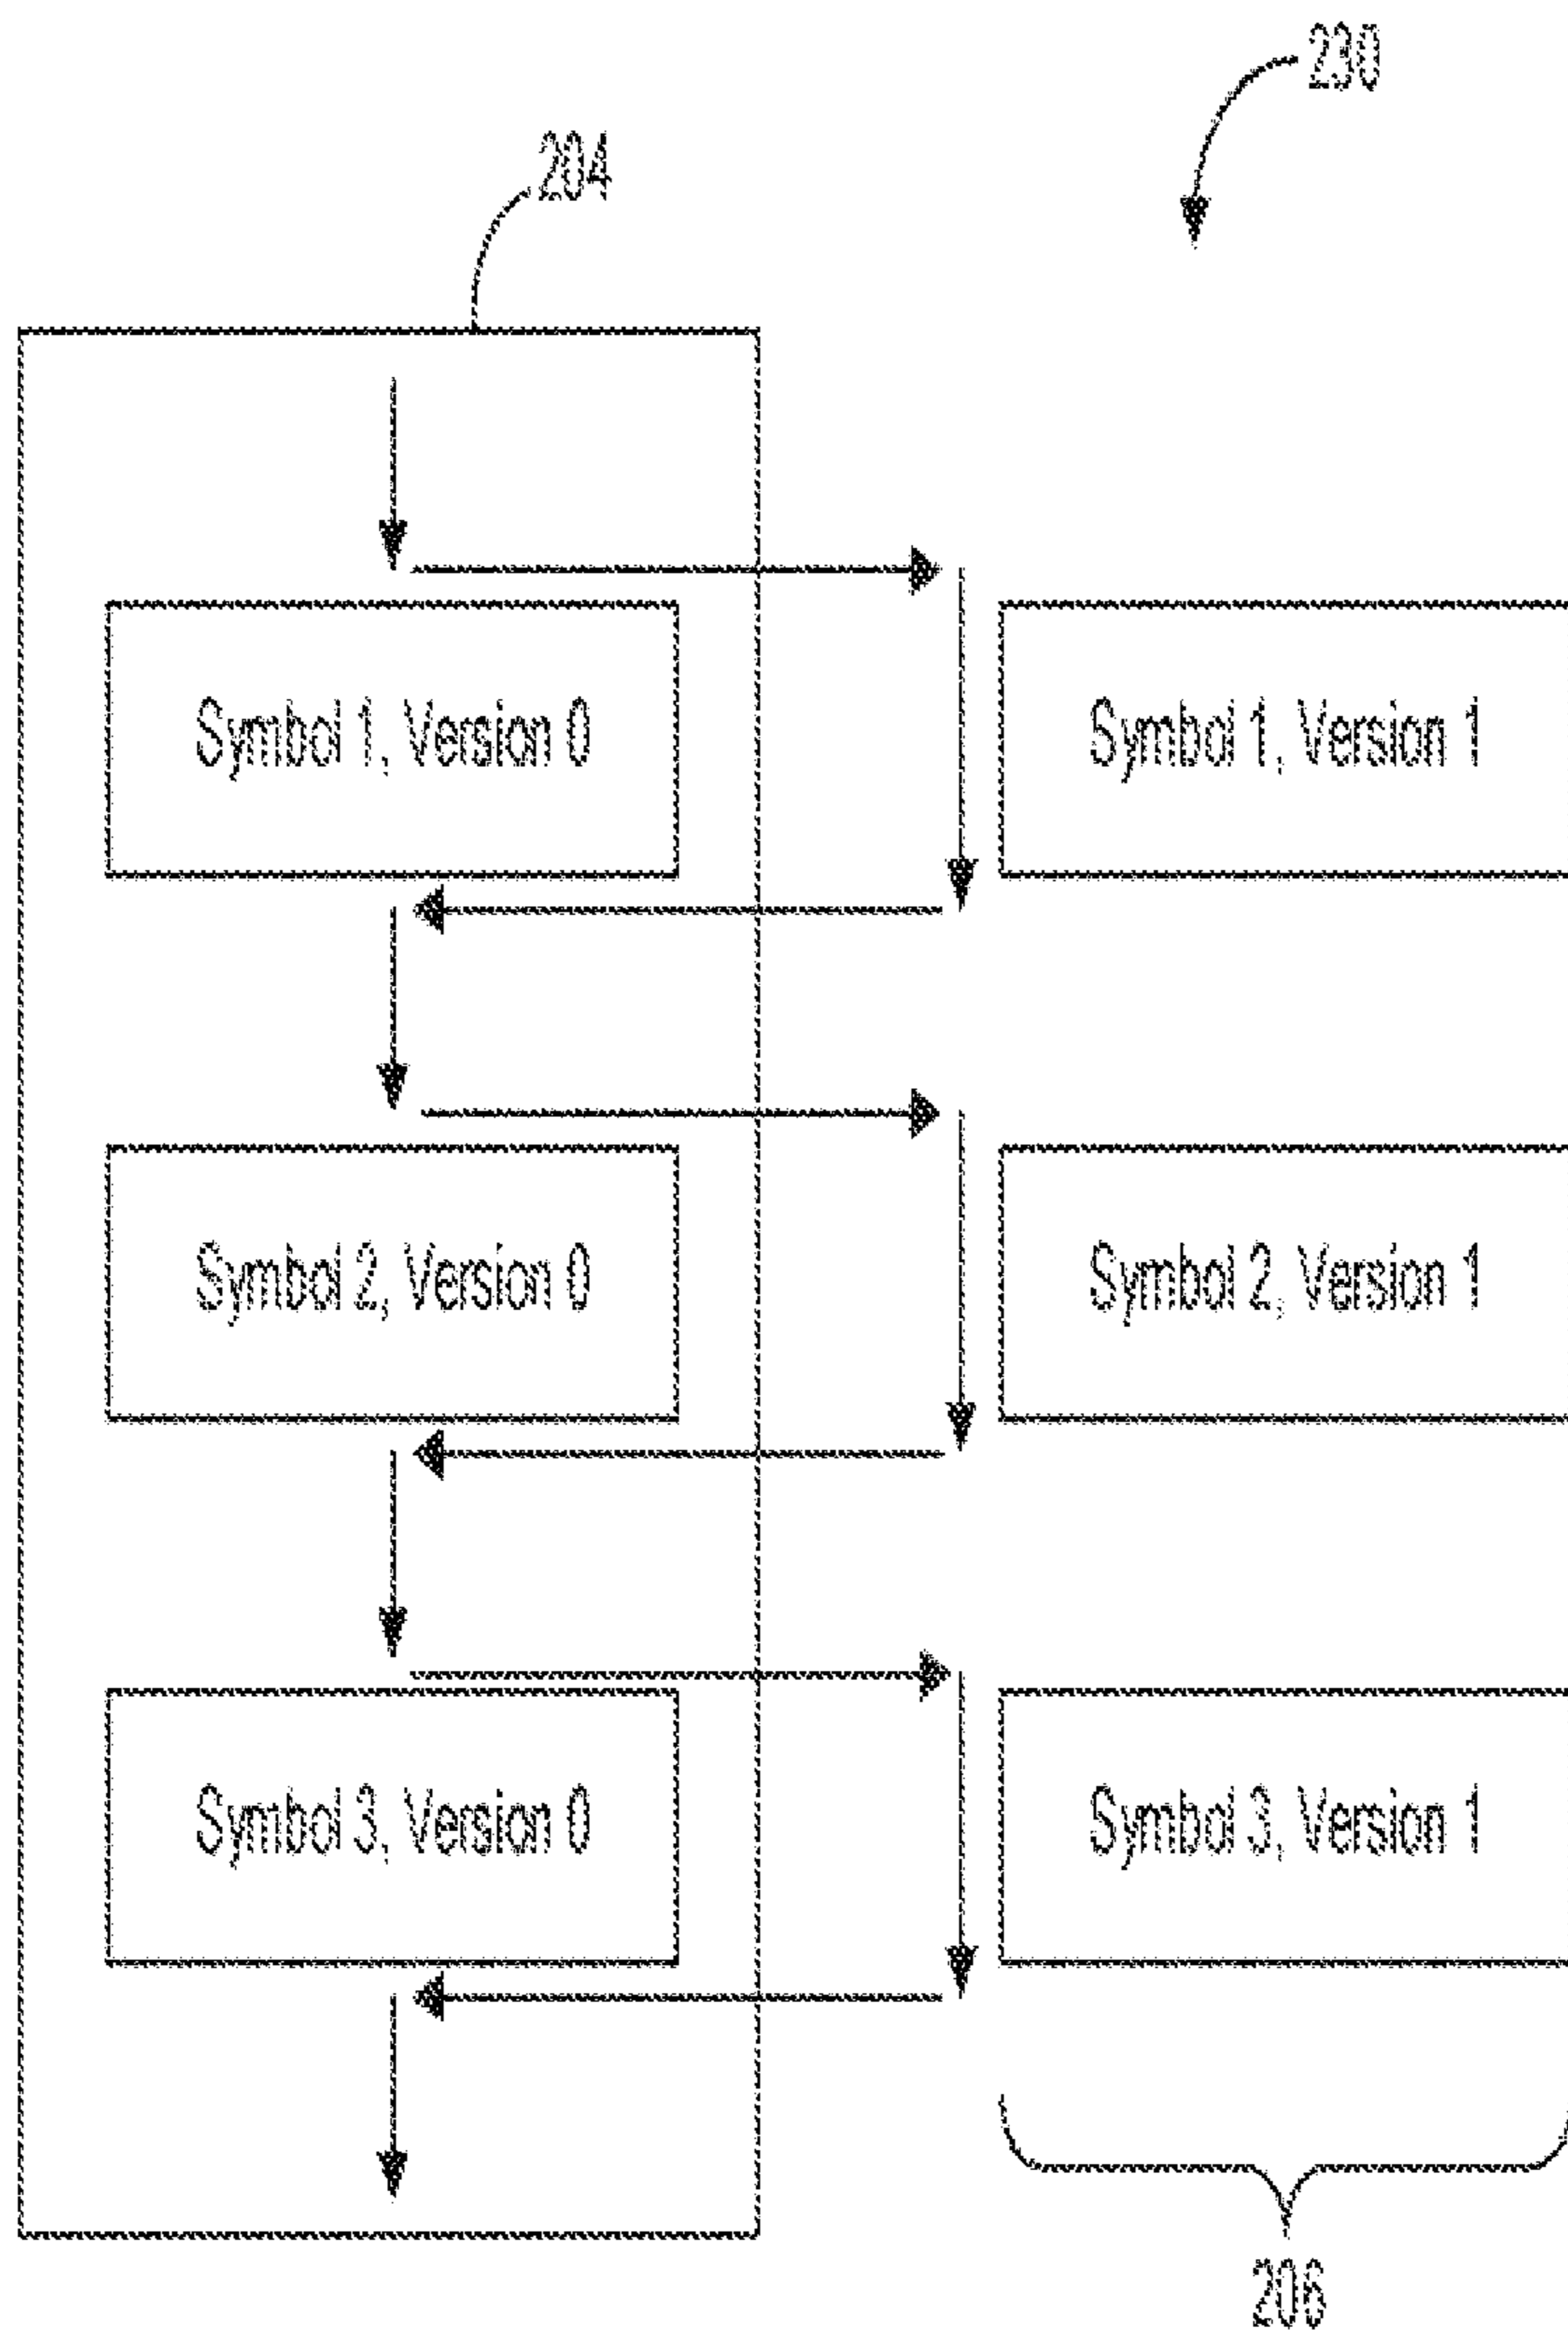 230
204
Symbol 1, Version 0
Symbol 1, Version 1
Symbol 2, Version 0
Symbol 2, Version 1
Symbol 3, Version 0
Symbol 3, Version 1
206